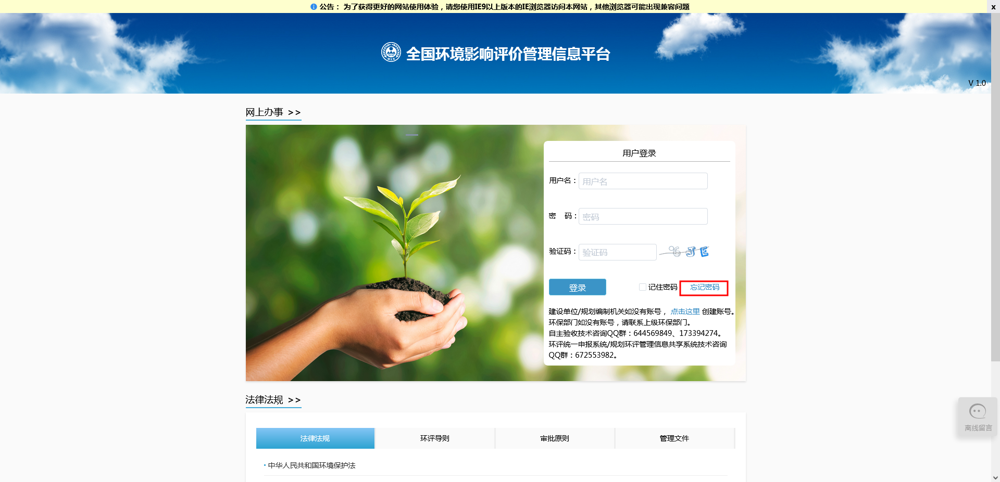 公告： 为了获得更好的网站使用体验，请您使用IE9以上版本的IE浏览器访问本网站，其他浏览器可能出现兼容问题
x
全国环境影响评价管理信息平台
V 1.0
网上办事 >>
用户登录
用户名：
用户名
密 码：
密码
验证码：
验证码
6 J E
登录
记住密码
忘记密码
建设单位/规划编制机关如没有账号， 点击这里 创建账号。
环保部门如没有账号，请联系上级环保部门。
自主验收技术咨询QQ群：644569849、173394274。
环评统一申报系统/规划环评管理信息共享系统技术咨询
QQ群：672553982。
法律法规 >>
法律法规
环评导则
审批原则
管理文件
中华人民共和国环境保护法
离线留言